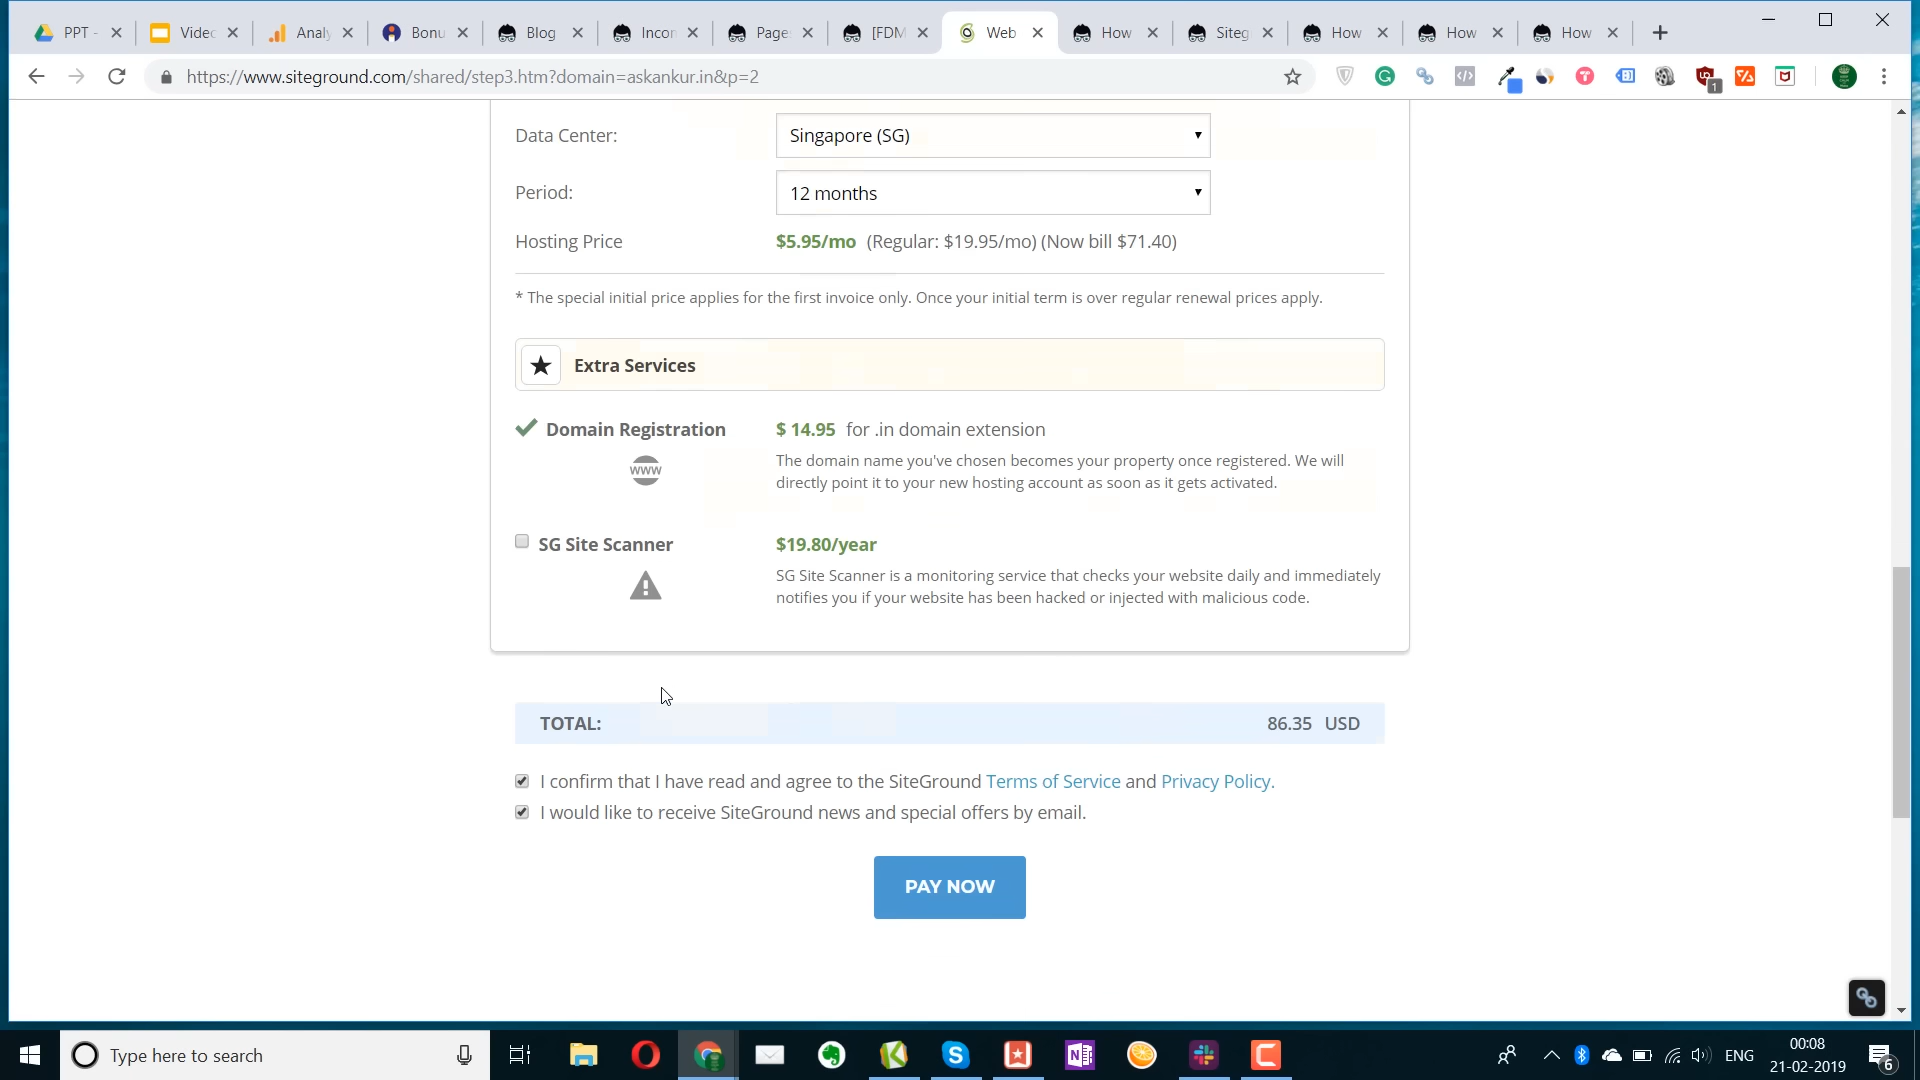 PPT -
Videc
Analy
Bonu
Blog
Incor
Page
[FDM
Web
How
Siteg
How
How
How
https://www.siteground.com/shared/step3.htm?domain=askankur.in&p=2
1
Data Center:
Singapore (SG)
Period:
12 months
Hosting Price
$5.95/mo (Regular: $19.95/mo) (Now bill $71.40)
* The special initial price applies for the first invoice only. Once your initial term is over regular renewal prices apply.
Extra Services
Domain Registration
$ 14.95 for .in domain extension
www
The domain name you've chosen becomes your property once registered. We will
directly point it to your new hosting account as soon as it gets activated.
SG Site Scanner
$19.80/year
SG Site Scanner is a monitoring service that checks your website daily and immediately
notifies you if your website has been hacked or injected with malicious code.
TOTAL: 86.35 USD
I confirm that I have read and agree to the SiteGround Terms of Service and Privacy Policy.
I would like to receive SiteGround news and special offers by email.
PAY NOW
Type here to search
ENG
00:08
21-02-2019
6